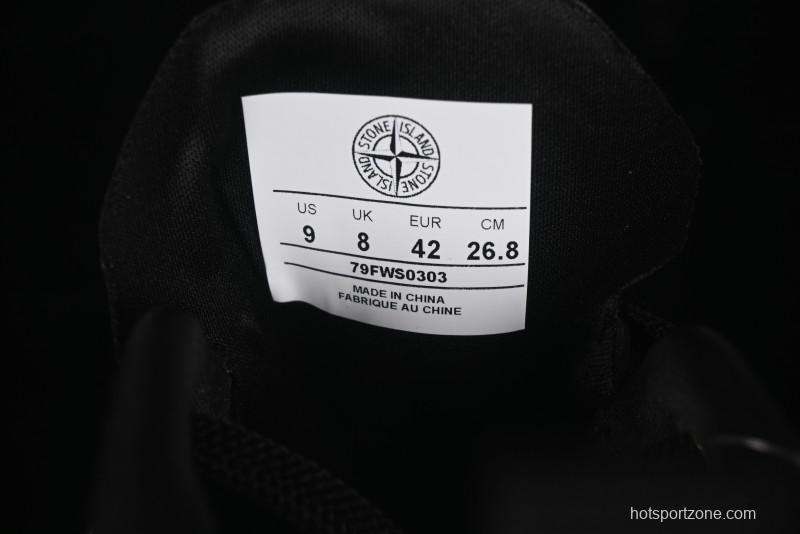 STONE ISLAND STONE ISLAND
US UK EUR CM
9 8 42 26.8
79FWS0303
MADE IN CHINA
FABRIQUE AU CHINE
hotsportzone.com